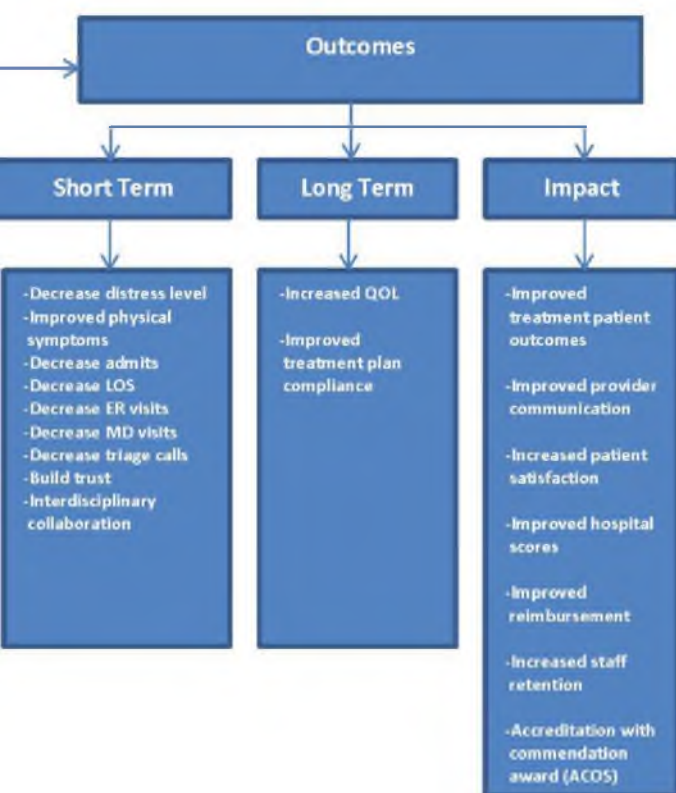 Outcomes
Short Term
-Decrease distress level
-Improved physical
symptoms
-Decrease admits
-Decrease LOS
-Decrease ER visits
-Decrease MD visits
-Decrease triage calls
-Build trust
-Interdisciplinary
collaboration
Long Term
-Increased QOL
-Improved
treatment plan
compliance
Impact
-Improved
treatment patient
outcomes
-Improved provider
communication
-Increased patient
satisfaction
-Improved hospital
scores
-Improved
reimbursement
-Increased staff
retention
-Accreditation with
commendation
award (ACOS)